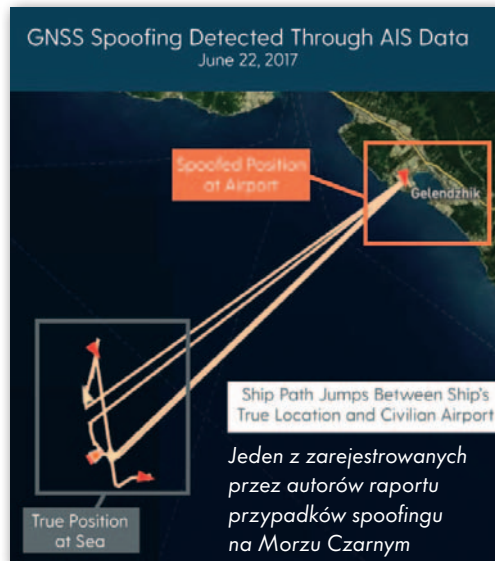 GNSS Spoofing Detected Through AIS Data
June 22, 2017
Spoofed Position
at Airport
Gelendzhik
Ship Path Jumps Between Ship's
True Location and Civilian Airport
Jeden z zarejestrowanych
przez autorów raportu
przypadków spoofingu
na Morzu Czarnym
True Position
at Sea